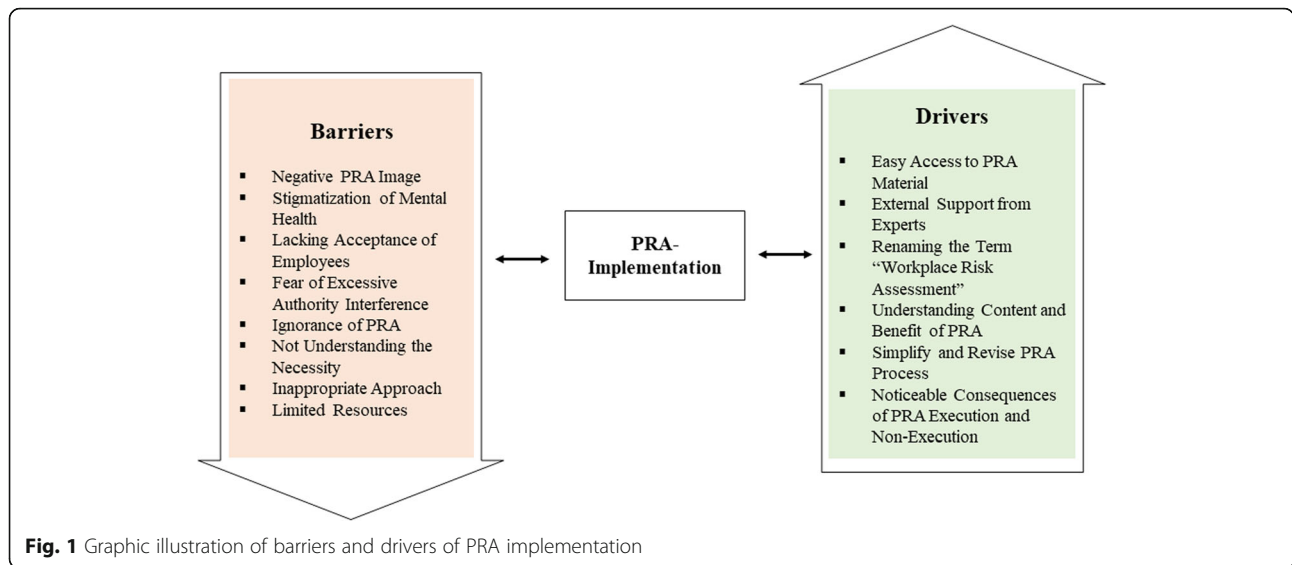 Barriers
▪ Negative PRA Image
▪ Stigmatization of Mental
Health
▪ Lacking Acceptance of
Employees
▪ Fear of Excessive
Authority Interference
▪ Ignorance of PRA
▪ Not Understanding the
Necessity
▪ Inappropriate Approach
▪ Limited Resources
PRA-
Implementation
Drivers
▪ Easy Access to PRA
Material
▪ External Support from
Experts
▪ Renaming the Term
“Workplace Risk
Assessment”
▪ Understanding Content and
Benefit of PRA
▪ Simplify and Revise PRA
Process
▪ Noticeable Consequences
of PRA Execution and
Non-Execution
Fig. 1 Graphic illustration of barriers and drivers of PRA implementation